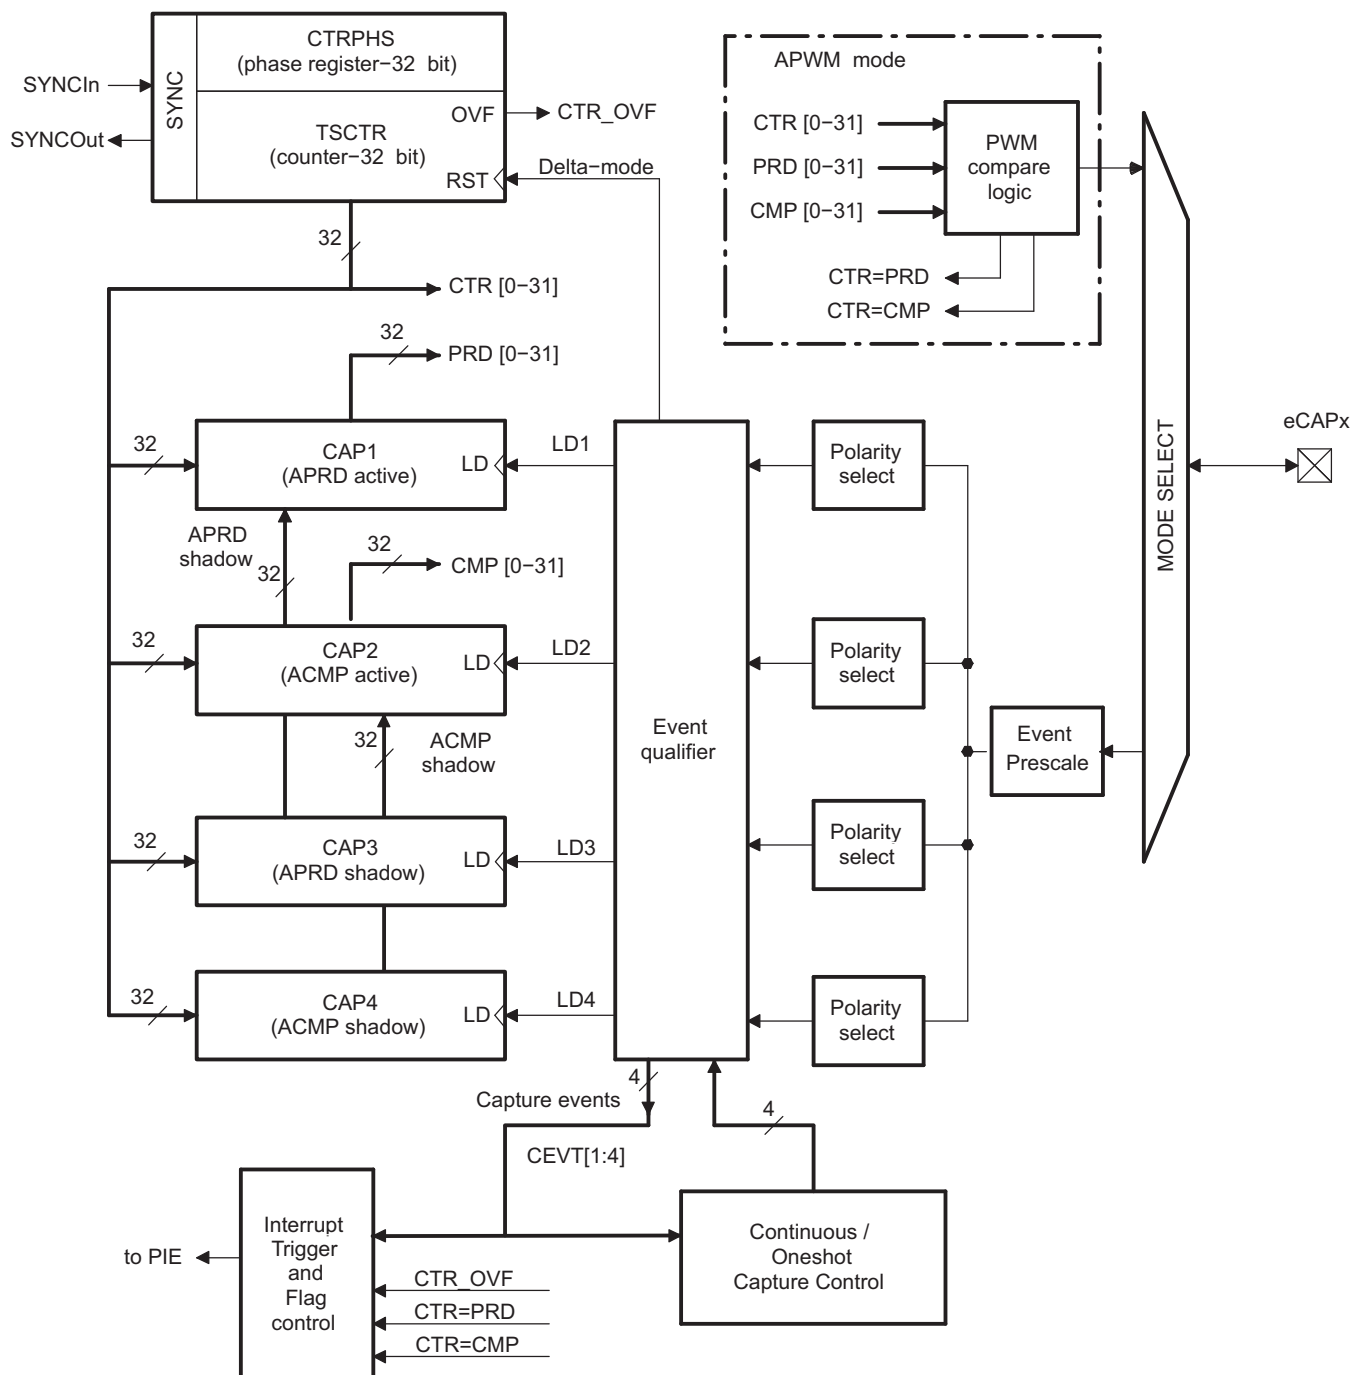 CTRPHS
(phase register−32 bit)
SYNC
SYNCIn
SYNCOut
OVF
CTR_OVF
TSCTR
(counter−32 bit)
RST
Delta−mode
32
CTR [0−31]
32
PRD [0−31]
APWM mode
CTR [0−31]
PRD [0−31]
CMP [0−31]
PWM
compare
logic
CTR=PRD
CTR=CMP
MODE SELECT
eCAPx
32
CAP1
(APRD active)
LD
LD1
Polarity
select
APRD
shadow
32
32
CMP [0−31]
32
CAP2
(ACMP active)
LD
LD2
Polarity
select
Event
qualifier
Event
Prescale
32
ACMP
shadow
32
CAP3
(APRD shadow)
LD
LD3
Polarity
select
32
CAP4
(ACMP shadow)
LD
LD4
Polarity
select
4
Capture events
4
CEVT[1:4]
Interrupt
Trigger
and
Flag
control
to PIE
CTR_OVF
CTR=PRD
CTR=CMP
Continuous /
Oneshot
Capture Control